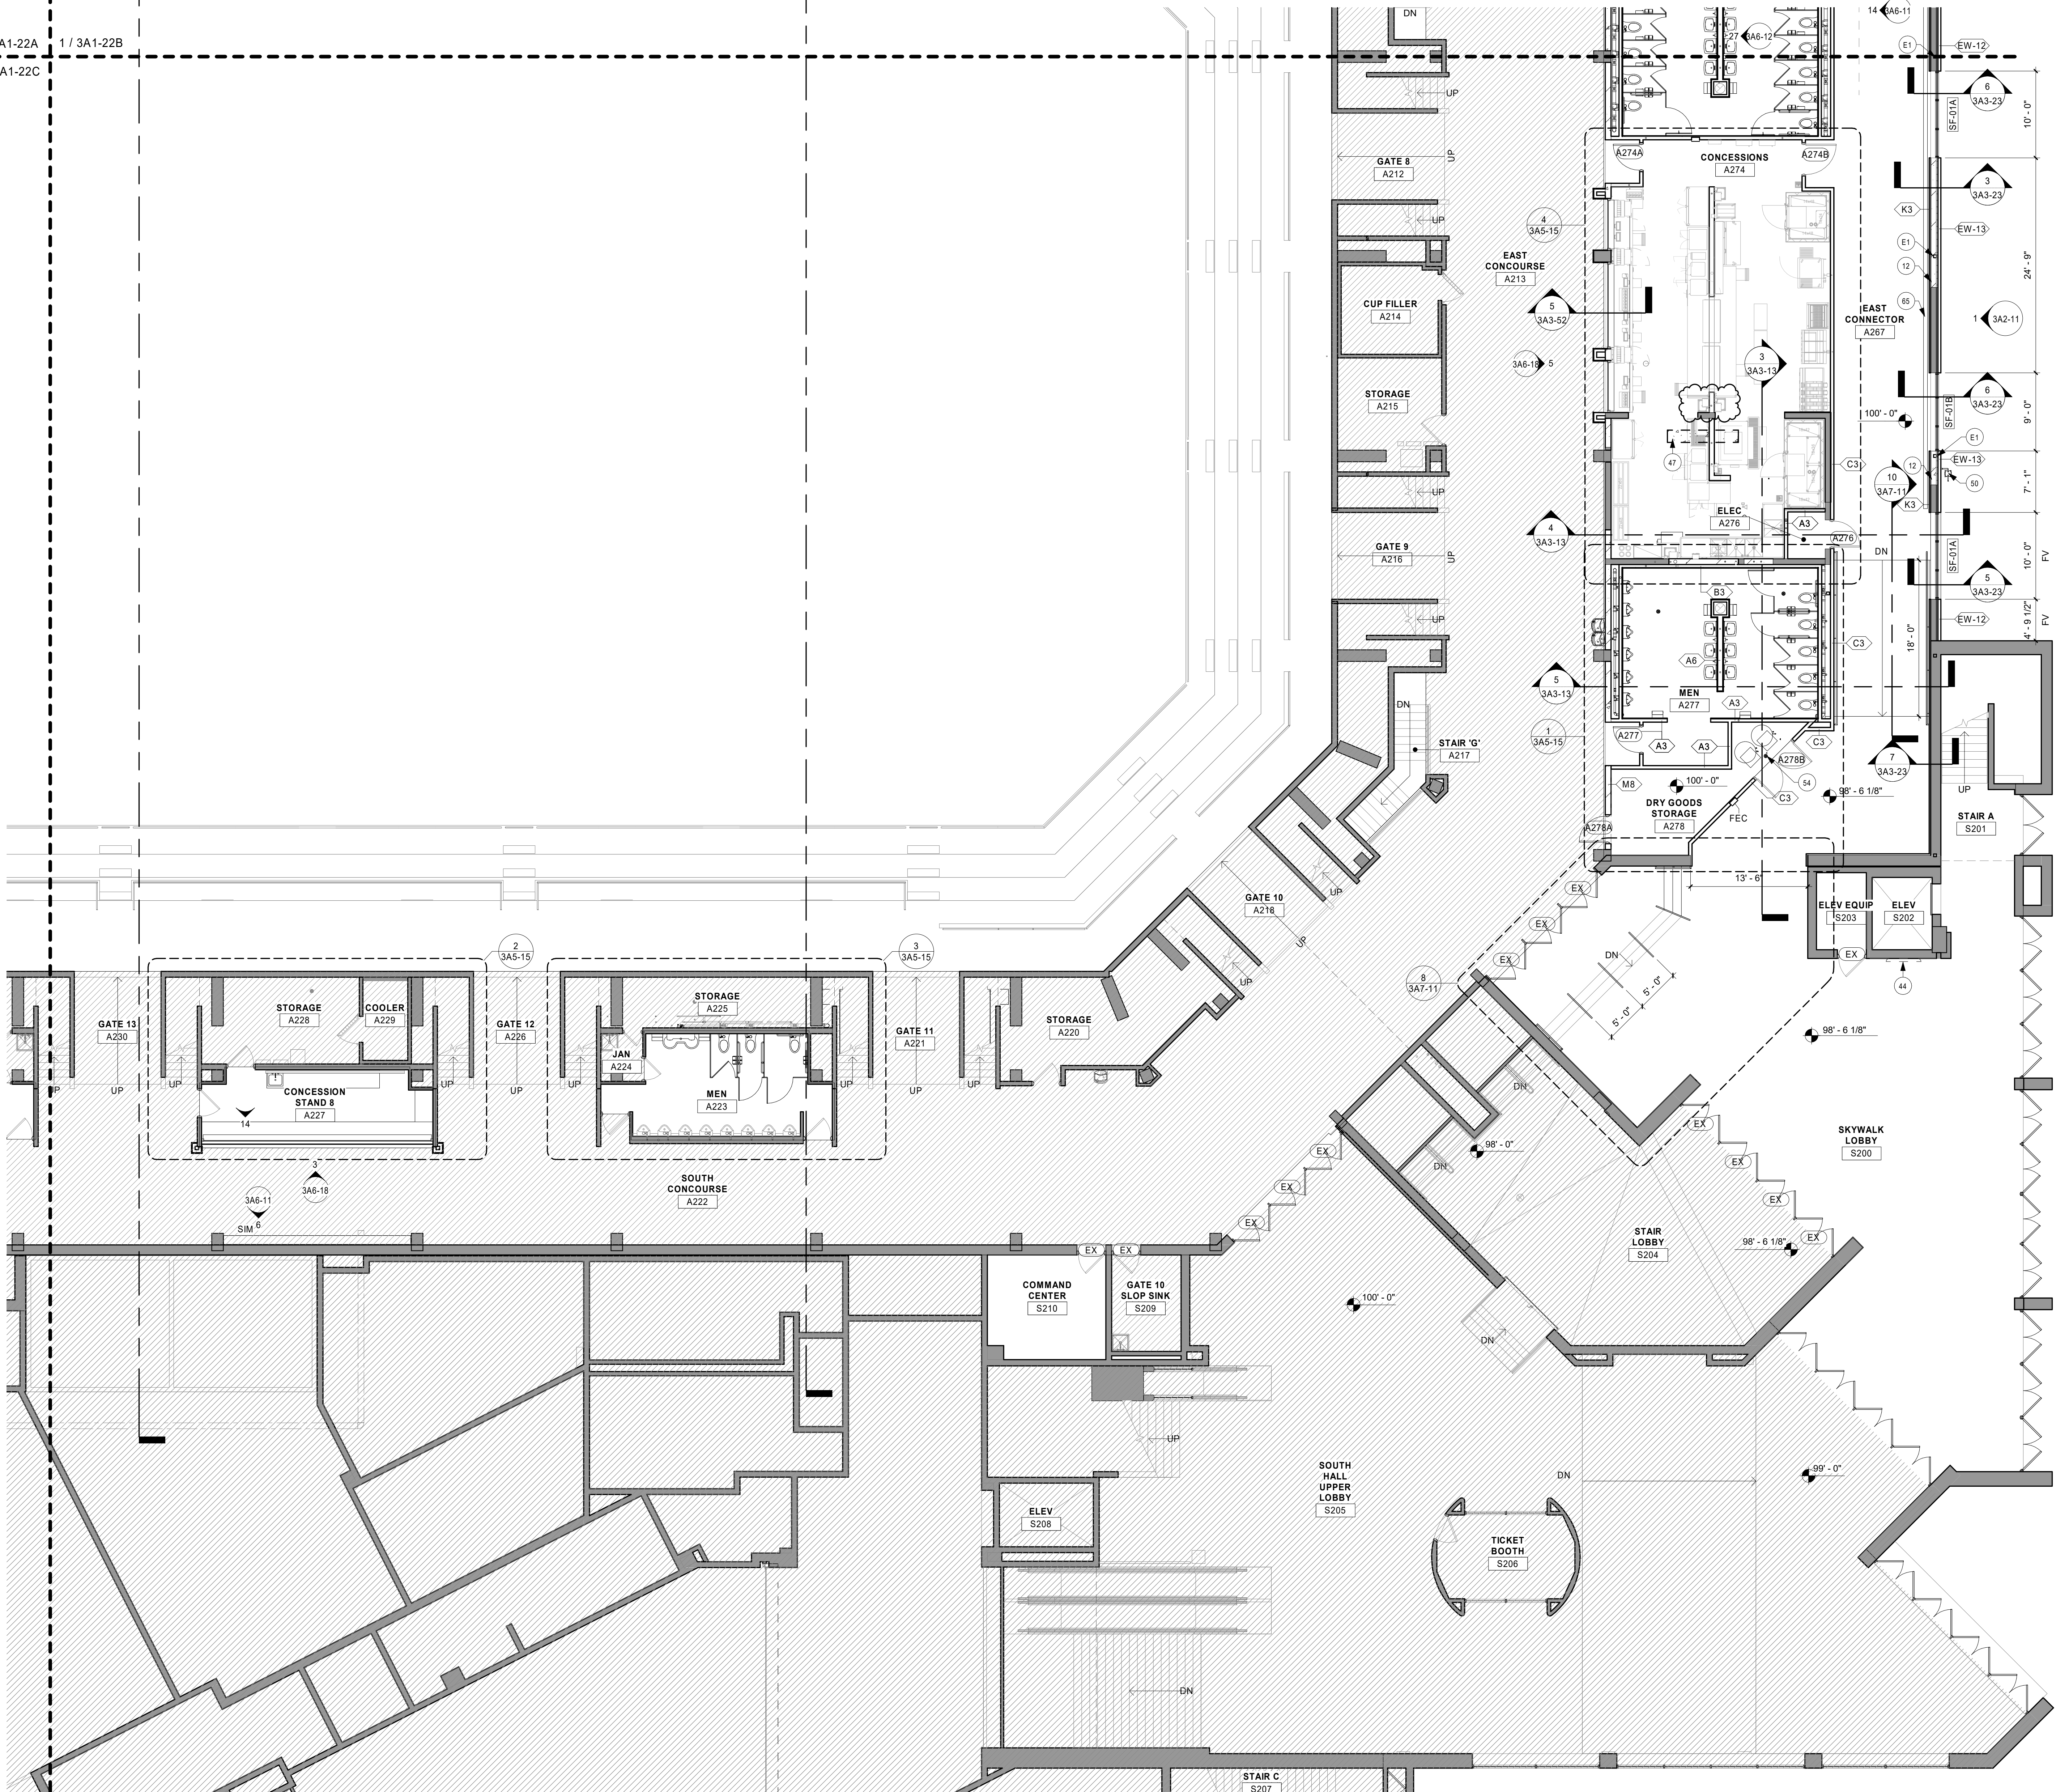 A1-22A
1 / 3A1-22B
A1-22C
DN
14
3A6-11
27
3A6-12
E1
EW-12
6
3A3-23
SF-01A
10' - 0"
UP
GATE 8
A212
UP
A274A
CONCESSIONS
A274
A274B
3
3A3-23
K3
EW-13
UP
4
3A5-15
EAST
CONCOURSE
A213
E1
12
24' - 9"
CUP FILLER
A214
5
3A3-52
65
EAST
CONNECTOR
A267
1
3A2-11
3A6-18
5
3
3A3-13
STORAGE
A215
6
3A3-23
SF-01B
9' - 0"
100' - 0"
47
E1
EW-13
C3
10
3A7-11
12
50
7' - 1"
UP
K3
ELEC
A276
A3
A276
4
3A3-13
GATE 9
A216
UP
DN
SF-01A
10' - 0"
FV
5
3A3-23
B3
UP
EW-12
4' - 9 1/2"
FV
18' - 0"
C3
A6
5
3A3-13
MEN
A277
A3
DN
1
3A5-15
A277
A3
A3
C3
STAIR 'G'
A217
A278B
7
3A3-23
M8
100' - 0"
54
C3
98' - 6 1/8"
UP
DRY GOODS
STORAGE
A278
FEC
STAIR A
S201
A278A
13' - 6"
UP
EX
GATE 10
A218
ELEV EQUIP
S203
ELEV
S202
EX
UP
2
3A5-15
3
3A5-15
EX
DN
EX
UP
8
3A7-11
5' - 0"
44
STORAGE
A228
COOLER
A229
STORAGE
A225
GATE 13
A230
GATE 12
A226
GATE 11
A221
STORAGE
A220
5' - 0"
98' - 6 1/8"
JAN
A224
UP
UP
UP
UP
UP
UP
UP
UP
DN
CONCESSION
STAND 8
A227
MEN
A223
14
EX
SKYWALK
LOBBY
S200
98' - 0"
EX
DN
EX
3
3A6-18
SOUTH
CONCOURSE
A222
3A6-11
6
SIM
EX
EX
EX
STAIR
LOBBY
S204
EX
98' - 6 1/8"
EX
EX
COMMAND
CENTER
S210
GATE 10
SLOP SINK
S209
100' - 0"
DN
UP
SOUTH
HALL
UPPER
LOBBY
S205
DN
99' - 0"
ELEV
S208
TICKET
BOOTH
S206
DN
STAIR C
S207